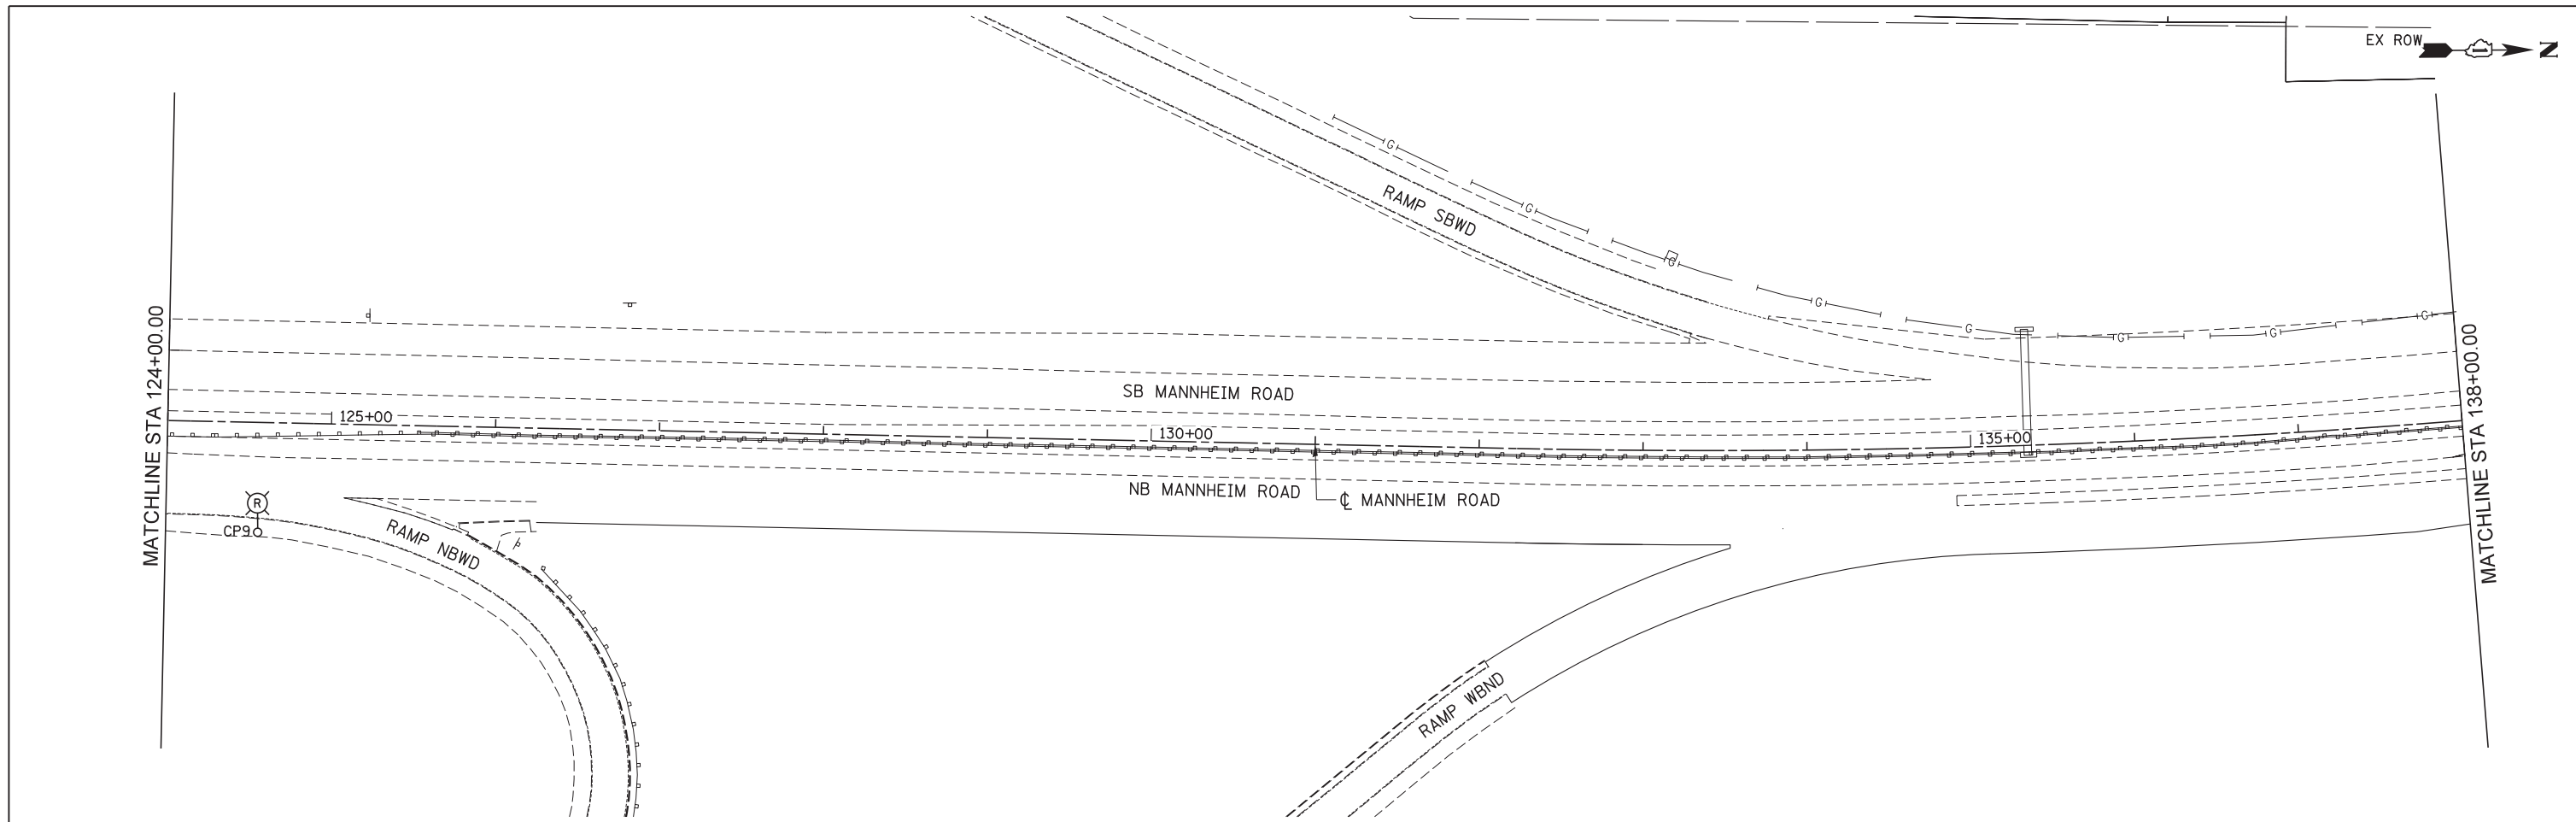 EX ROW
N
G
G
RAMP SBWD
G
G
G
G
G
G
MATCHLINE STA 124+00.00
MATCHLINE STA 138+00.00
SB MANNHEIM ROAD
125+00
130+00
135+00
NB MANNHEIM ROAD
℄ MANNHEIM ROAD
R
CP9
RAMP NBWD
RAMP WBND